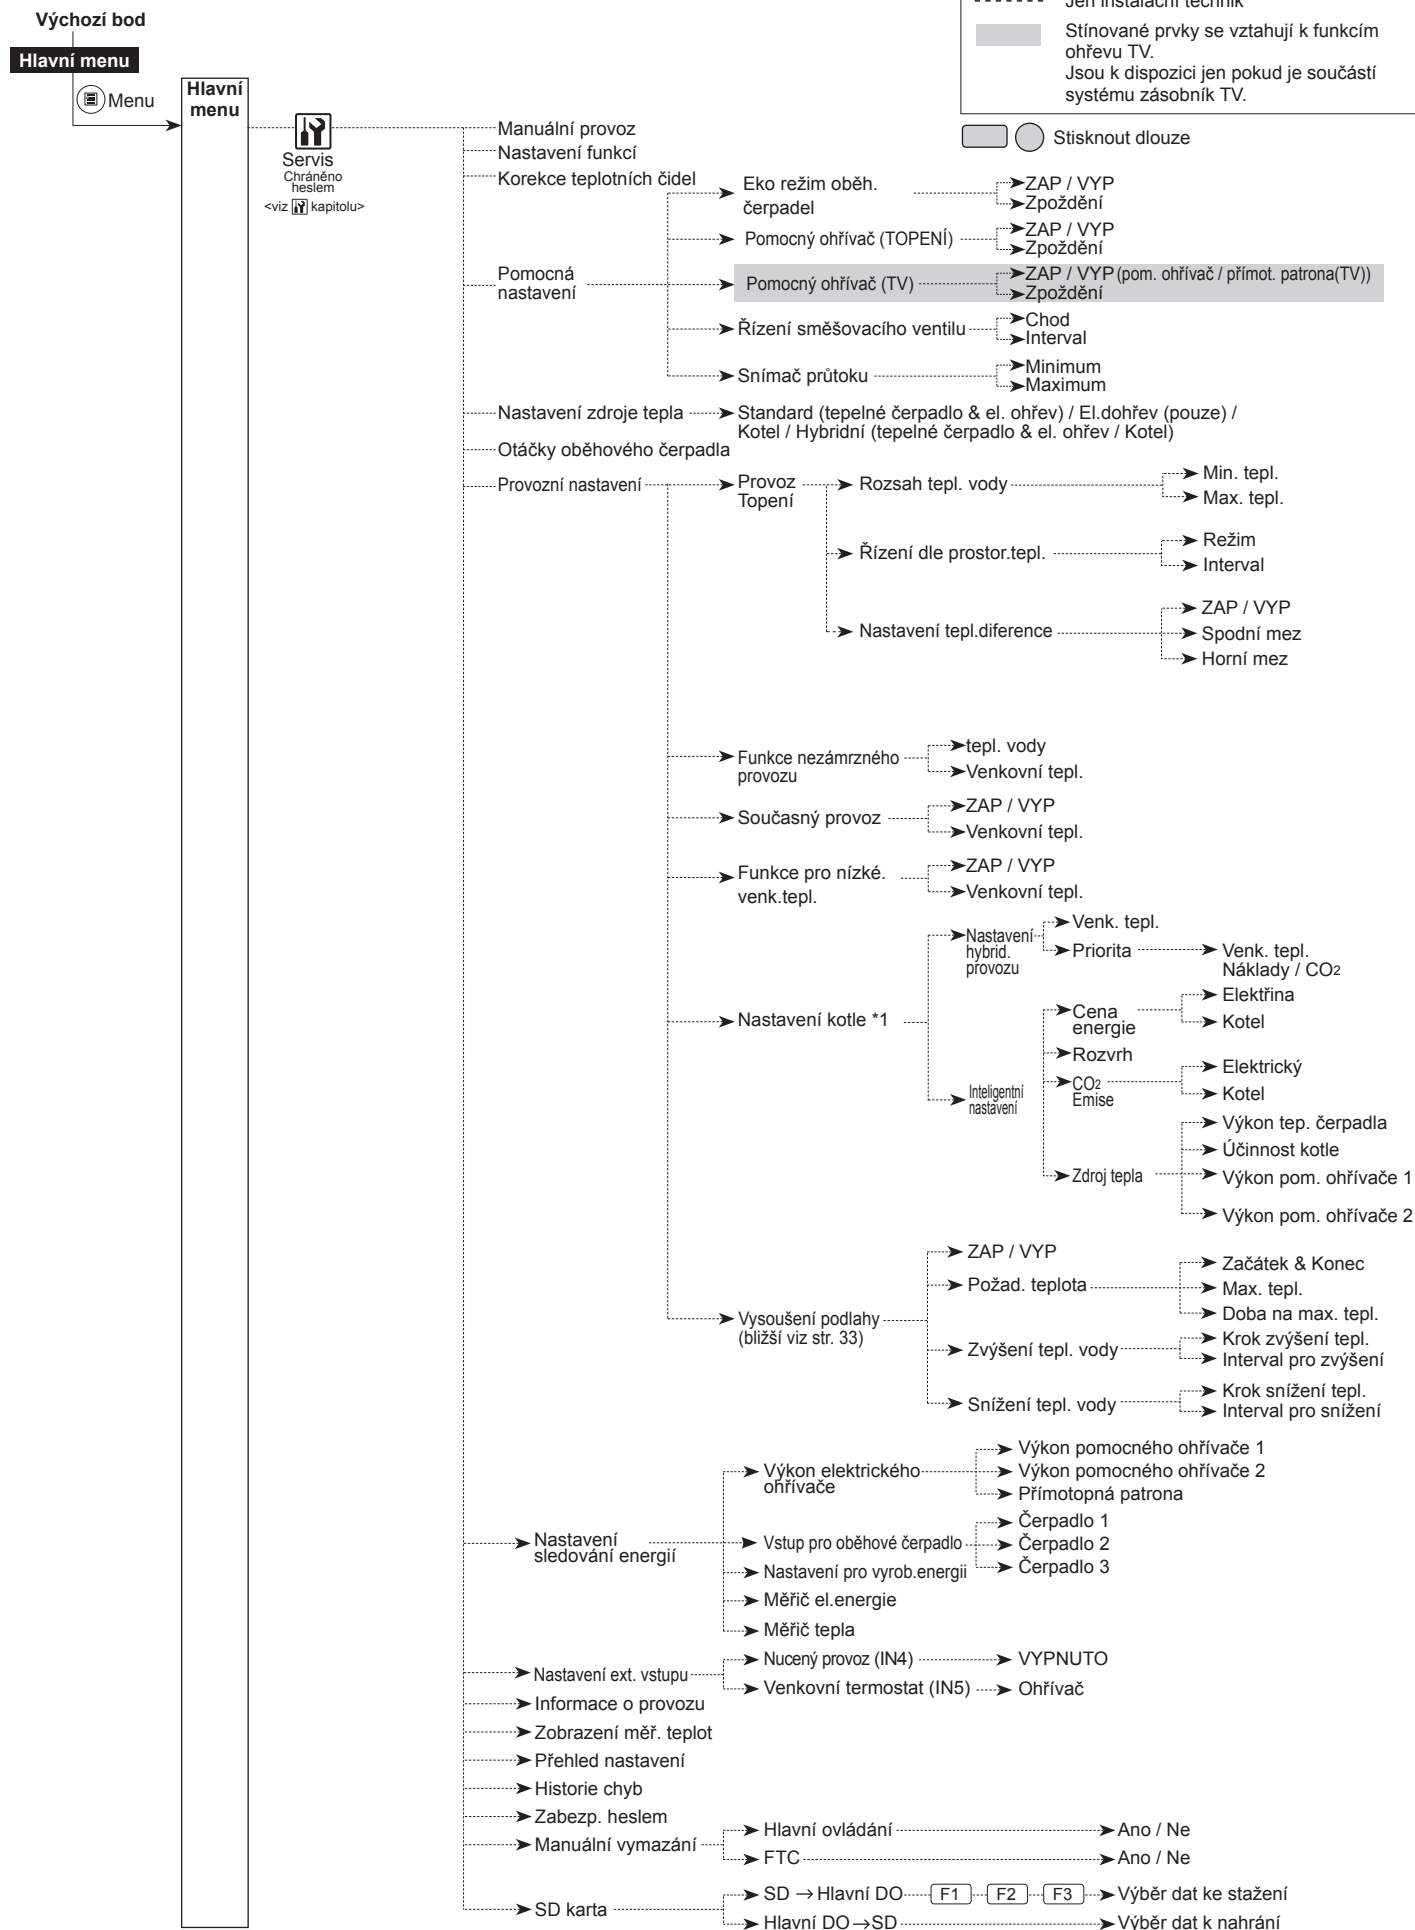 Jen instalační technik
Stínované prvky se vztahují k funkcím
ohřevu TV.
Jsou k dispozici jen pokud je součástí
systému zásobník TV.
Stisknout dlouze
Výchozí bod
Hlavní menu
Menu
Hlavní
menu
Servis
Chráněno
heslem
<viz kapitolu>
Manuální provoz
Nastavení funkcí
Korekce teplotních čidel
Pomocná
nastavení
Eko režim oběh.
čerpadel
ZAP / VYP
Zpoždění
Pomocný ohřívač (TOPENÍ)
ZAP / VYP
Zpoždění
Pomocný ohřívač (TV)
ZAP / VYP (pom. ohřívač / přímot. patrona(TV))
Zpoždění
Řízení směšovacího ventilu
Chod
Interval
Snímač průtoku
Minimum
Maximum
Nastavení zdroje tepla
Standard (tepelné čerpadlo & el. ohřev) / El.dohřev (pouze) /
Kotel / Hybridní (tepelné čerpadlo & el. ohřev / Kotel)
Otáčky oběhového čerpadla
Provozní nastavení
Provoz
Topení
Rozsah tepl. vody
Min. tepl.
Max. tepl.
Řízení dle prostor.tepl.
Režim
Interval
Nastavení tepl.diference
ZAP / VYP
Spodní mez
Horní mez
Funkce nezámrzného
provozu
tepl. vody
Venkovní tepl.
Současný provoz
ZAP / VYP
Venkovní tepl.
Funkce pro nízké.
venk.tepl.
ZAP / VYP
Venkovní tepl.
Nastavení kotle *1
Nastavení
hybrid.
provozu
Venk. tepl.
Priorita
Venk. tepl.
Náklady / CO2
Inteligentní
nastavení
Cena
energie
Elektřina
Kotel
Rozvrh
CO2
Emise
Elektrický
Kotel
Zdroj tepla
Výkon tep. čerpadla
Účinnost kotle
Výkon pom. ohřívače 1
Výkon pom. ohřívače 2
Vysoušení podlahy
(bližší viz str. 33)
ZAP / VYP
Požad. teplota
Začátek & Konec
Max. tepl.
Doba na max. tepl.
Zvýšení tepl. vody
Krok zvýšení tepl.
Interval pro zvýšení
Snížení tepl. vody
Krok snížení tepl.
Interval pro snížení
Nastavení
sledování energií
Výkon elektrického
ohřívače
Výkon pomocného ohřívače 1
Výkon pomocného ohřívače 2
Přímotopná patrona
Vstup pro oběhové čerpadlo
Čerpadlo 1
Čerpadlo 2
Čerpadlo 3
Nastavení pro vyrob.energii
Měřič el.energie
Měřič tepla
Nastavení ext. vstupu
Nucený provoz (IN4)
VYPNUTO
Venkovní termostat (IN5)
Ohřívač
Informace o provozu
Zobrazení měř. teplot
Přehled nastavení
Historie chyb
Zabezp. heslem
Manuální vymazání
Hlavní ovládání
Ano / Ne
FTC
Ano / Ne
SD karta
SD → Hlavní DO
F1
F2
F3
Výběr dat ke stažení
Hlavní DO → SD
Výběr dat k nahrání